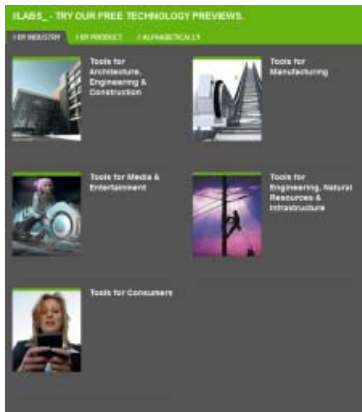 //LABS_ - TRY OUR FREE TECHNOLOGY PREVIEWS.
// BY INDUSTRY // BY PRODUCT // ALPHABETICALLY
Tools for
Architecture,
Engineering &
Construction
Tools for
Manufacturing
Tools for Media &
Entertainment
Tools for
Engineering, Natural
Resources &
Infrastructure
Tools for Consumers